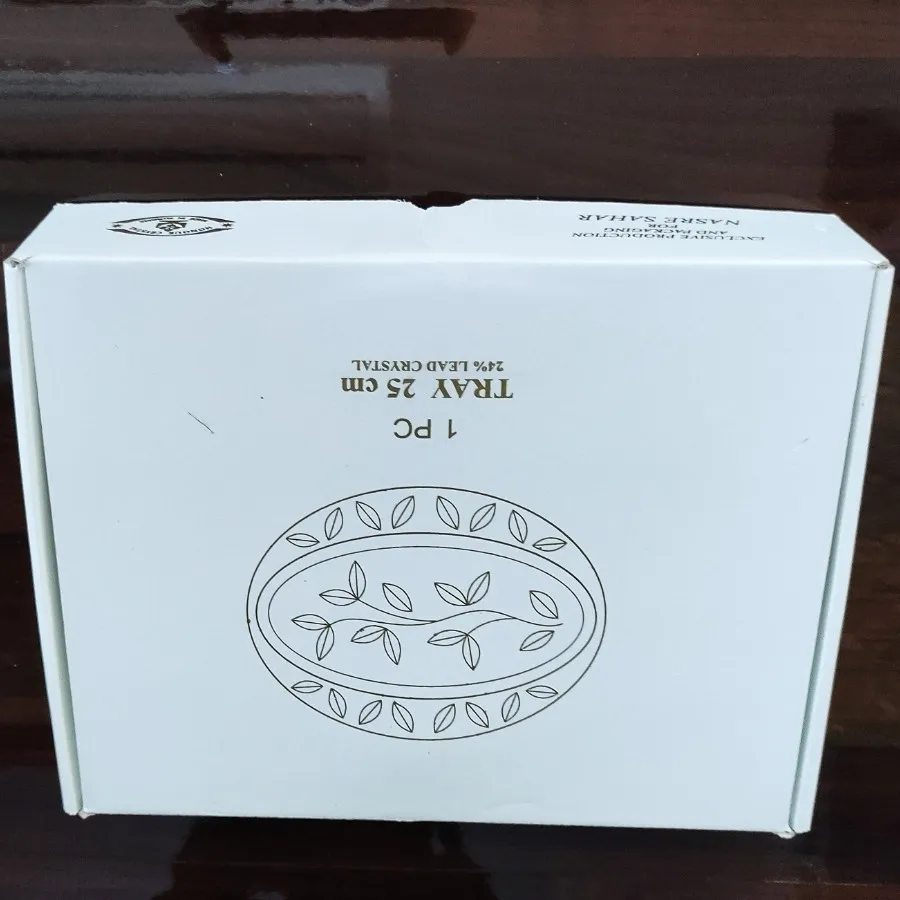 TRAY 25 cm
24% LEAD CRYSTAL
1 PC
EXCLUSIVE PRODUCTION
AND PACKAGING
FOR
NASRE SAHAR